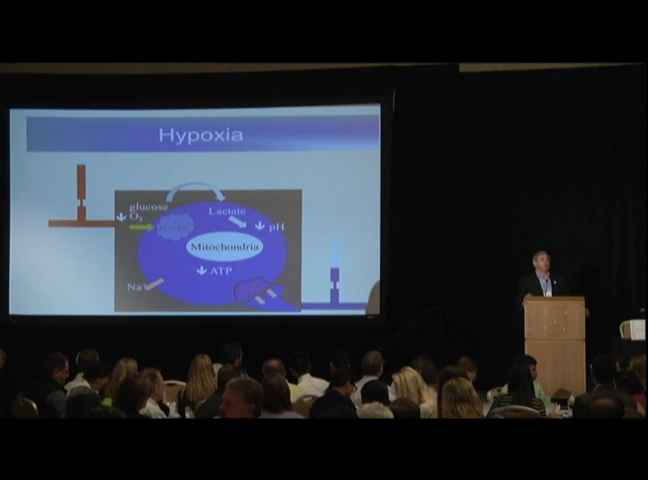 Hypoxia
glucose
O₂
Lactate
pH
Mitochondria
ATP
Na